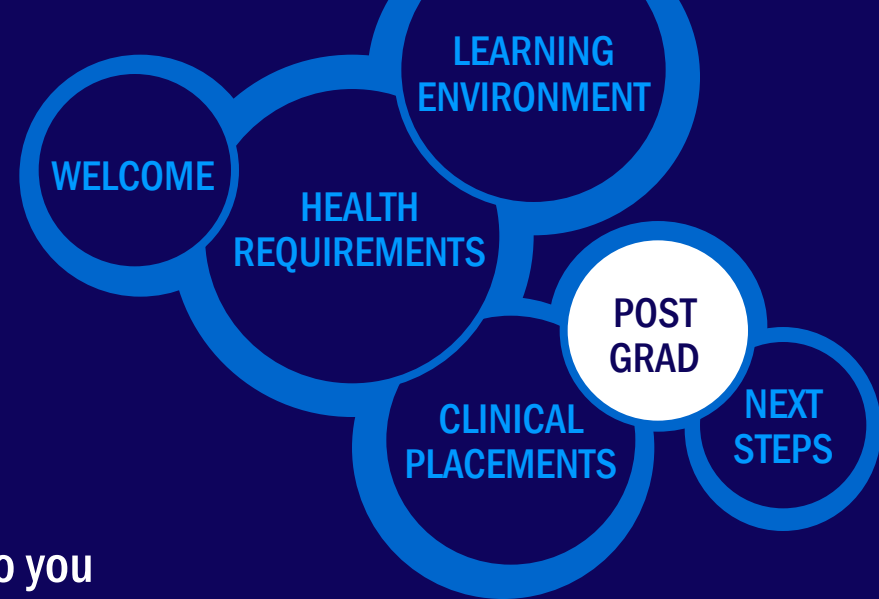 LEARNING
ENVIRONMENT
WELCOME
HEALTH
REQUIREMENTS
POST
GRAD
CLINICAL
PLACEMENTS
NEXT
STEPS
you